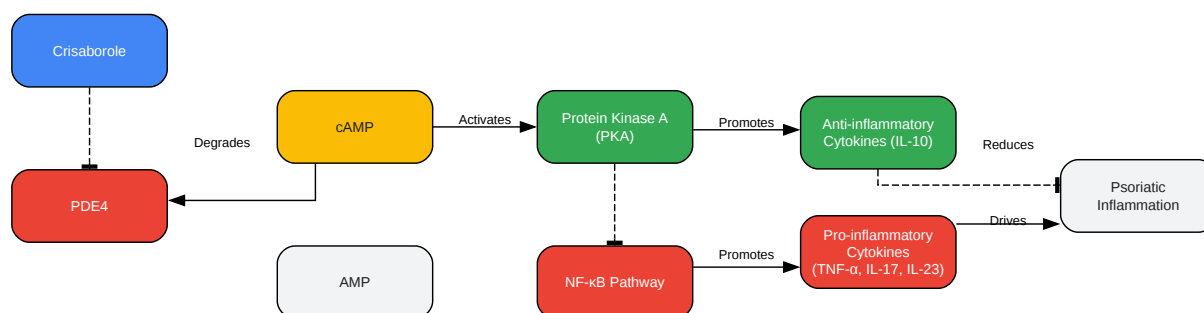 Crisaborole
Degrades
PDE4
cAMP
AMP
Activates
Protein Kinase A
(PKA)
NF-κB Pathway
Promotes
Promotes
Anti-inflammatory
Cytokines (IL-10)
Pro-inflammatory
Cytokines
(TNF-α, IL-17, IL-23)
Reduces
Drives
Psoriatic
Inflammation